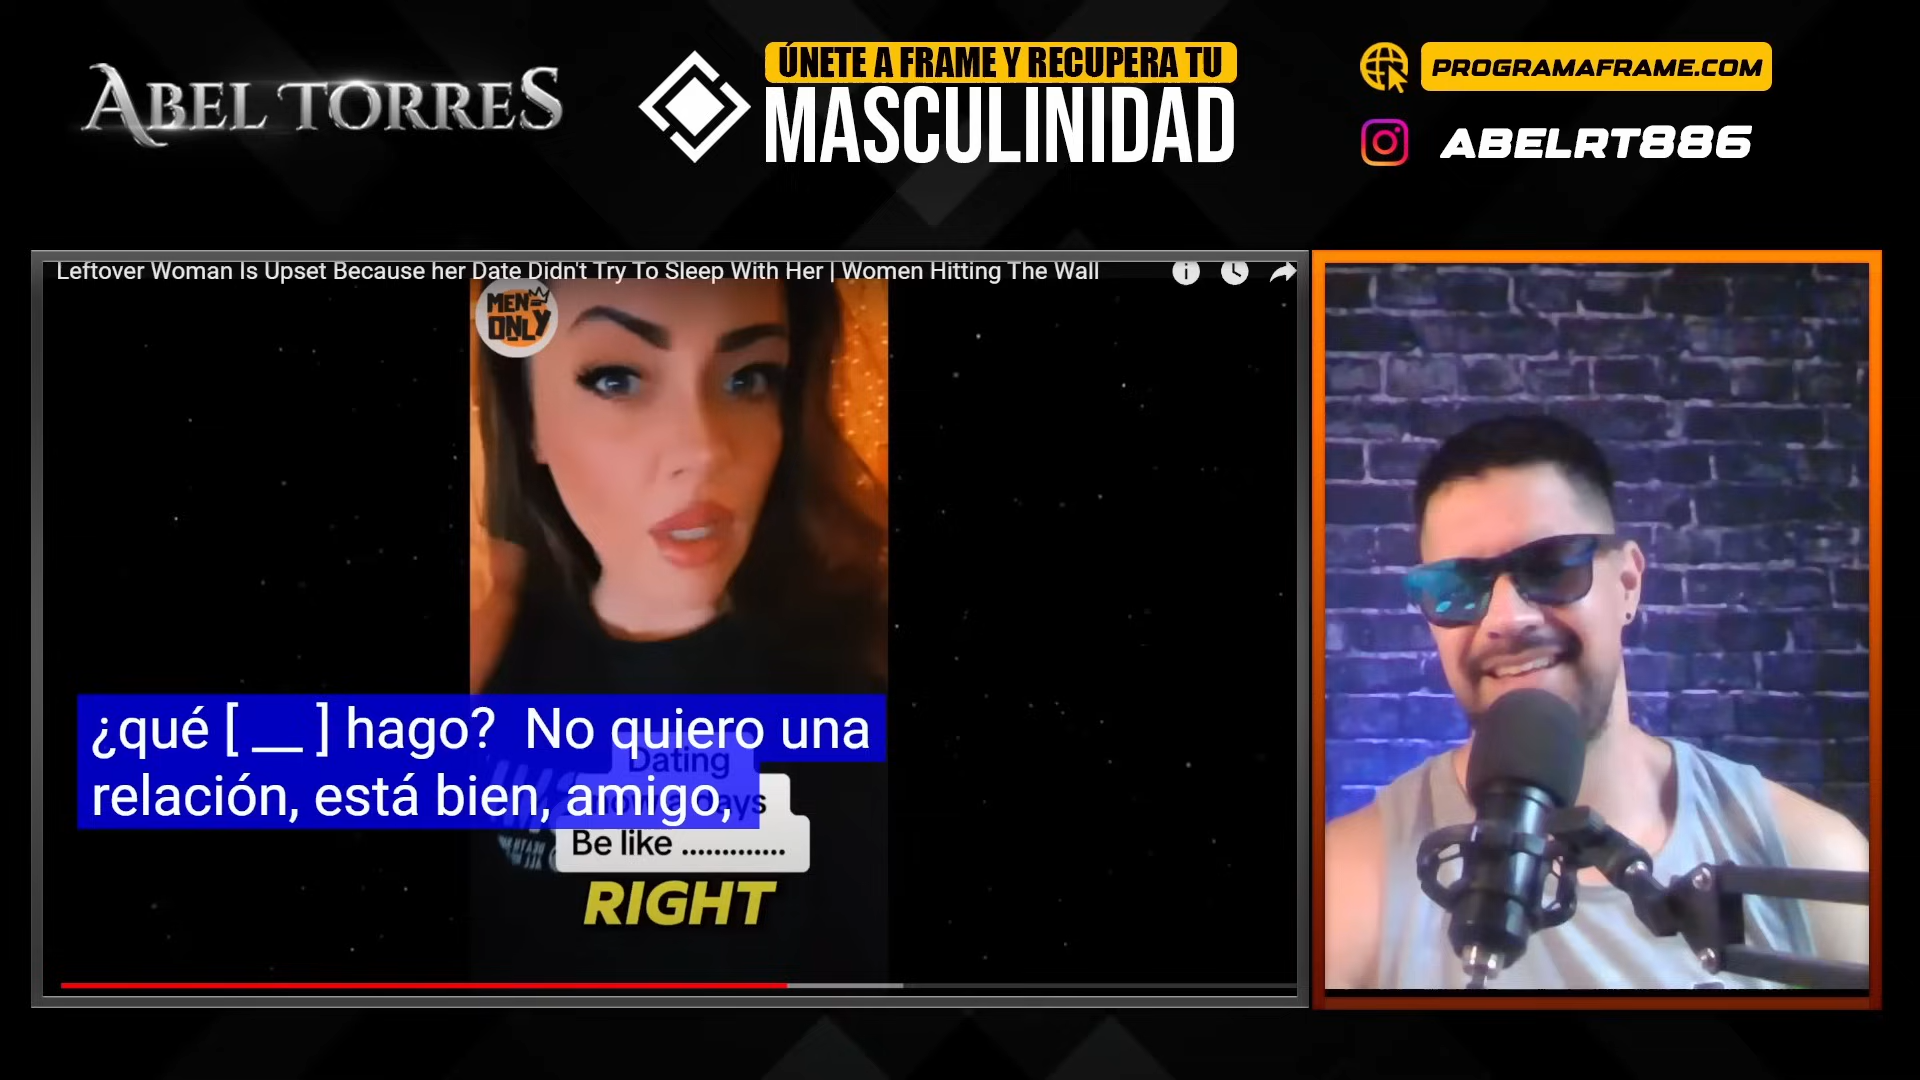 ABEL TORRES
ÚNETE A FRAME Y RECUPERA TU
MASCULINIDAD
PROGRAMAFRAME.COM
ABELRT886
Leftover Woman Is Upset Because her Date Didn't Try To Sleep With Her | Women Hitting The Wall
MEN
ONLY
¿qué [ __ ] hago? No quiero una
relación, está bien, amigo,
Dating
Be like .............
RIGHT